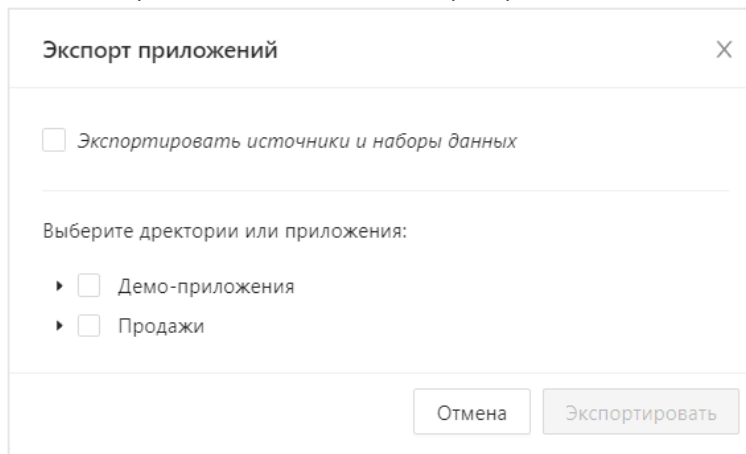 Экспорт приложений
Экспортировать источники и наборы данных
Выберите дректории или приложения:
Демо-приложения
Продажи
Отмена Экспортировать